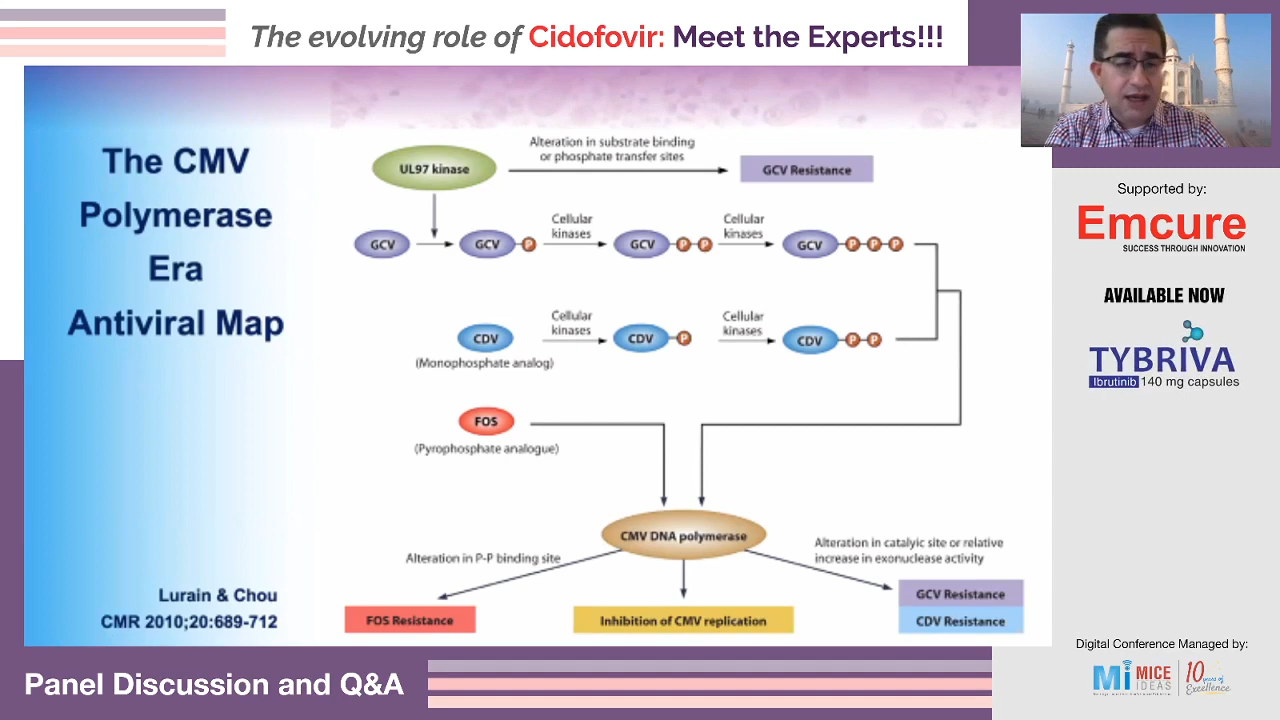 The evolving role of Cidofovir: Meet the Experts!!!
The CMV
Polymerase
Era
Antiviral Map
Lurain & Chou
CMR 2010;20:689-712
UL97 kinase
Alteration in substrate binding
or phosphate transfer sites
GCV Resistance
GCV
GCV P
Cellular
kinases
GCV P P
Cellular
kinases
GCV P P P
CDV
(Monophosphate analog)
Cellular
kinases
CDV P
Cellular
kinases
CDV P P
FOS
(Pyrophosphate analogue)
CMV DNA polymerase
Alteration in P-P binding site
Alteration in catalyic site or relative
increase in exonuclease activity
FOS Resistance
Inhibition of CMV replication
GCV Resistance
CDV Resistance
Supported by:
Emcure
SUCCESS THROUGH INNOVATION
AVAILABLE NOW
TYBRIVA
Ibrutinib 140 mg capsules
Digital Conference Managed by:
Mi MICE
IDEAS
10 years of
Excellence
Panel Discussion and Q&A